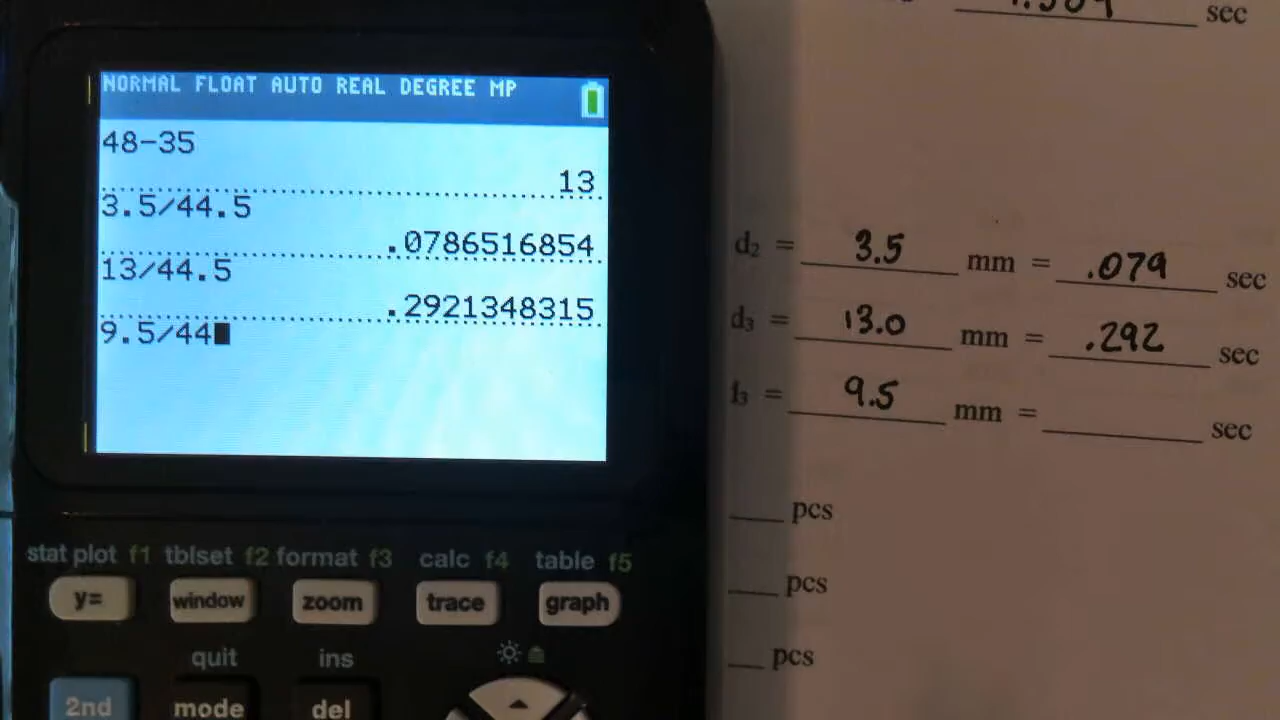 NORMAL FLOAT AUTO REAL DEGREE MP
48-35
13
3.5/44.5
.0786516854
13/44.5
.2921348315
9.5/44
sec
d₂ = 3.5 mm = .079 sec
d₃ = 13.0 mm = .292 sec
₃ = 9.5 mm = sec
pcs
pcs
pcs
stat plot f1 tblset f2 format f3 calc f4 table f5
y= window zoom trace graph
quit ins
2nd mode del